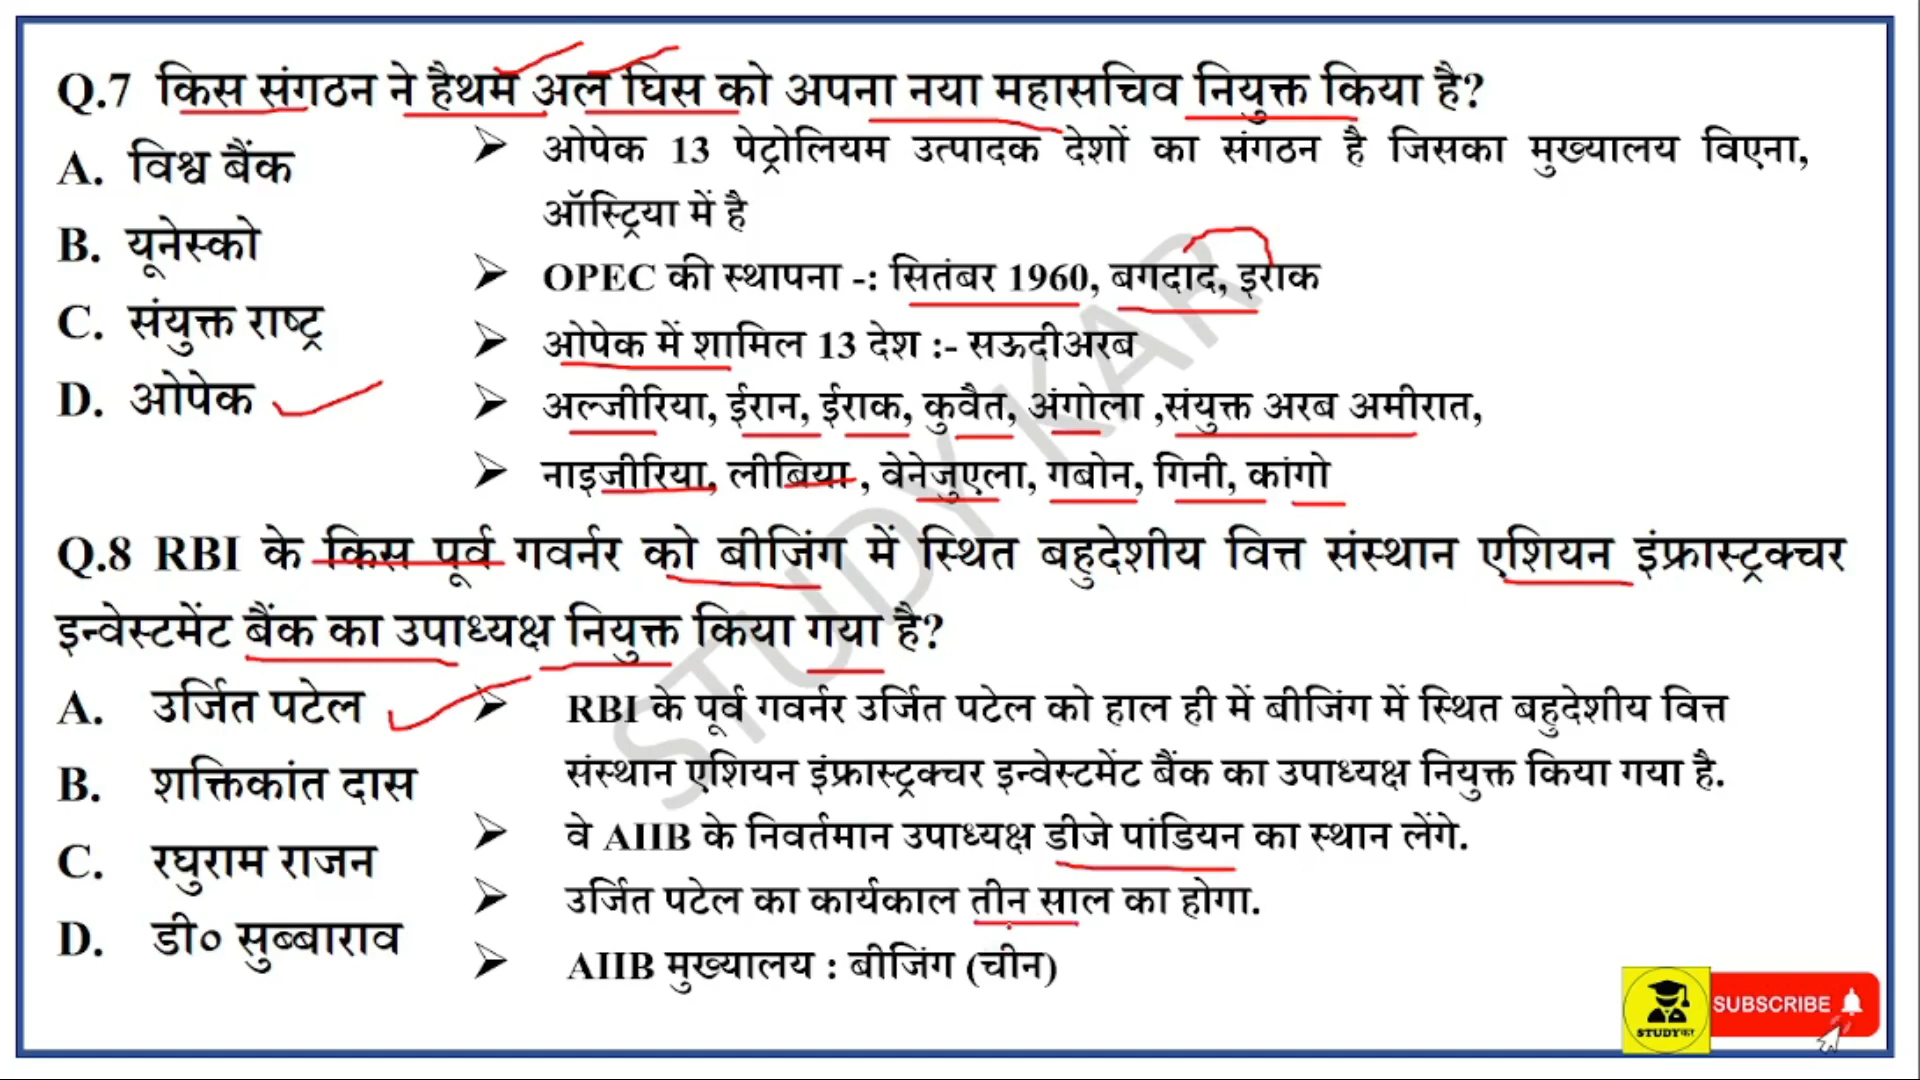 Q.7 किस संगठन ने हैथम अल घिस को अपना नया महासचिव नियुक्त किया है?
A. विश्व बैंक
B. यूनेस्को
C. संयुक्त राष्ट्र
D. ओपेक
➢ ओपेक 13 पेट्रोलियम उत्पादक देशों का संगठन है जिसका मुख्यालय विएना,
ऑस्ट्रिया में है
➢ OPEC की स्थापना -: सितंबर 1960, बगदाद, इराक
➢ ओपेक में शामिल 13 देश :- सऊदीअरब
➢ अल्जीरिया, ईरान, ईराक, कुवैत, अंगोला ,संयुक्त अरब अमीरात,
➢ नाइजीरिया, लीबिया , वेनेजुएला, गबोन, गिनी, कांगो
Q.8 RBI के किस पूर्व गवर्नर को बीजिंग में स्थित बहुदेशीय वित्त संस्थान एशियन इंफ्रास्ट्रक्चर
इन्वेस्टमेंट बैंक का उपाध्यक्ष नियुक्त किया गया है?
A. उर्जित पटेल
B. शक्तिकांत दास
C. रघुराम राजन
D. डी० सुब्बाराव
➢ RBI के पूर्व गवर्नर उर्जित पटेल को हाल ही में बीजिंग में स्थित बहुदेशीय वित्त
संस्थान एशियन इंफ्रास्ट्रक्चर इन्वेस्टमेंट बैंक का उपाध्यक्ष नियुक्त किया गया है.
➢ वे AIIB के निवर्तमान उपाध्यक्ष डीजे पांडियन का स्थान लेंगे.
➢ उर्जित पटेल का कार्यकाल तीन साल का होगा.
➢ AIIB मुख्यालय : बीजिंग (चीन)
STUDY KAR
STUDYकर
SUBSCRIBE